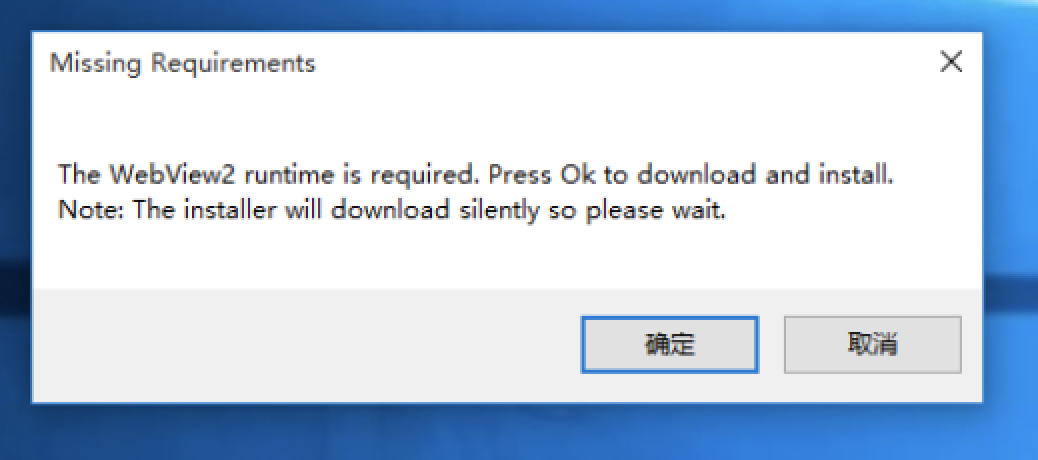 Missing Requirements
The WebView2 runtime is required. Press Ok to download and install.
Note: The installer will download silently so please wait.
确定
取消